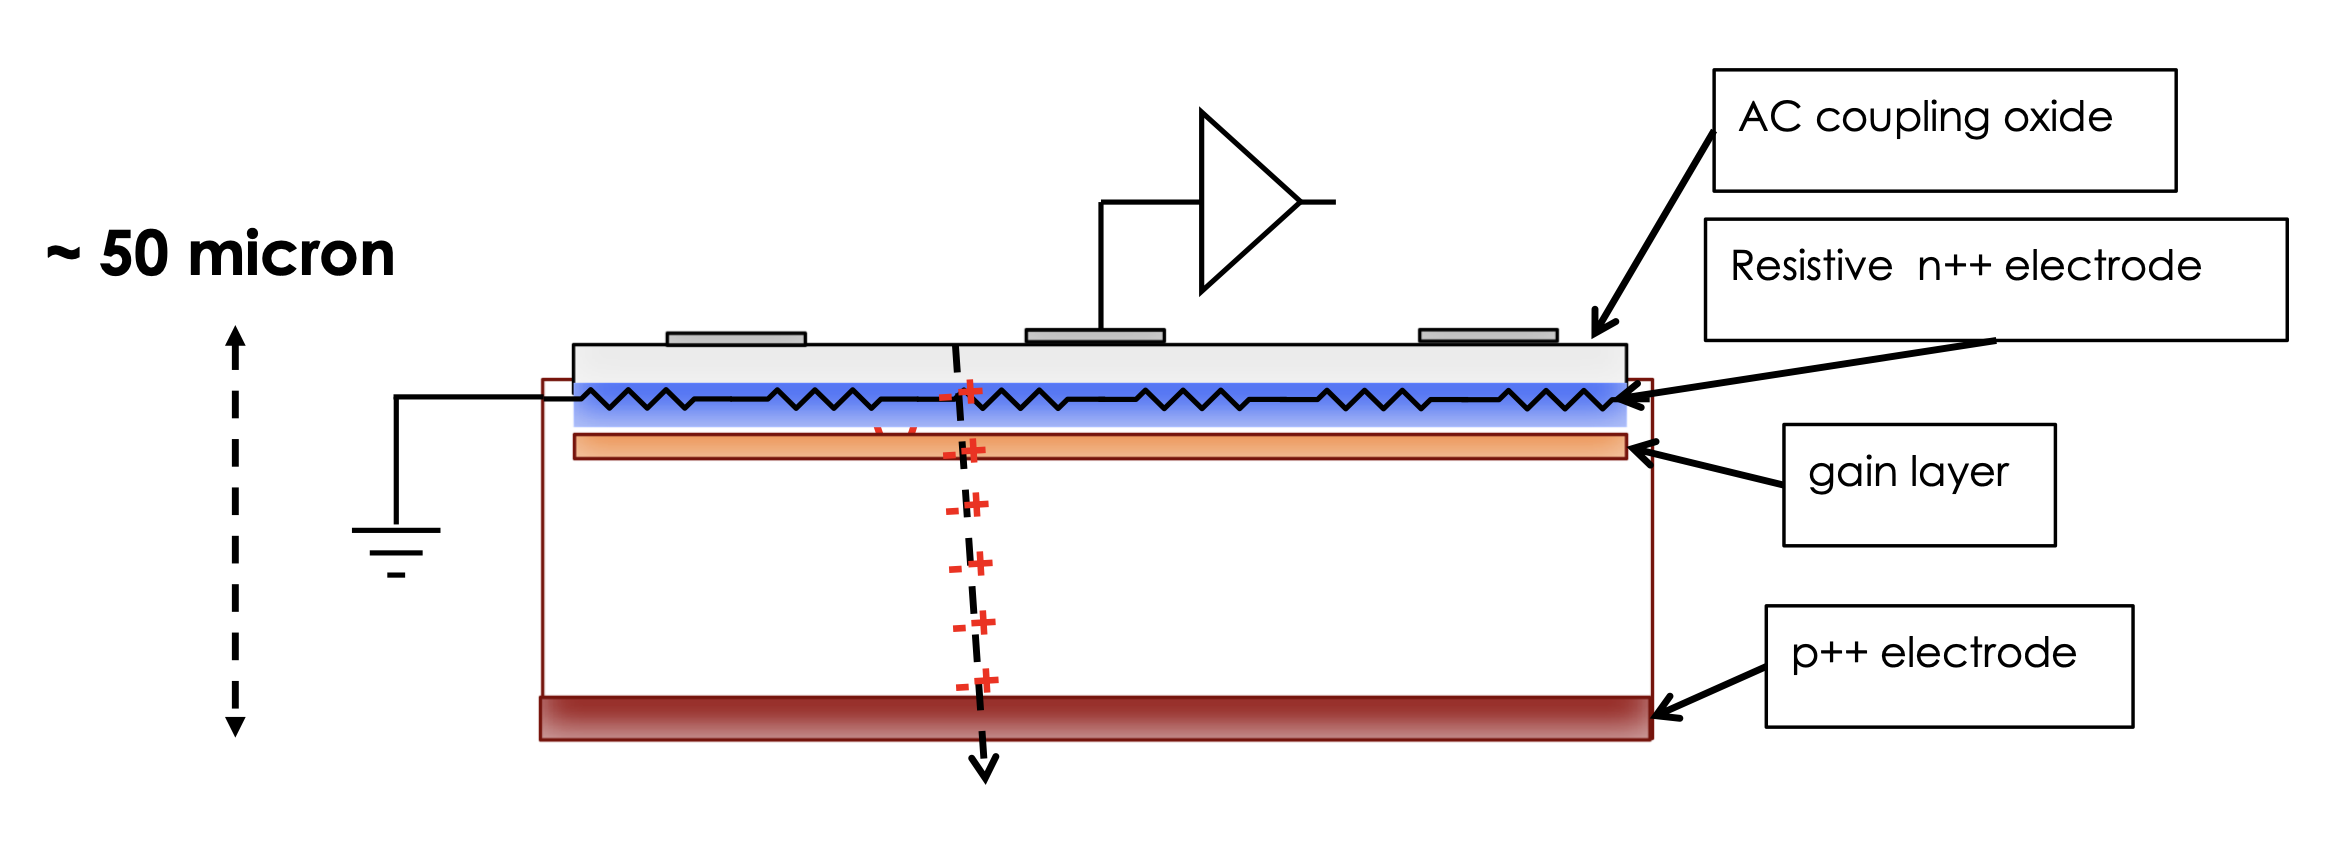 AC coupling oxide
~ 50 micron
Resistive n++ electrode
gain layer
p++ electrode